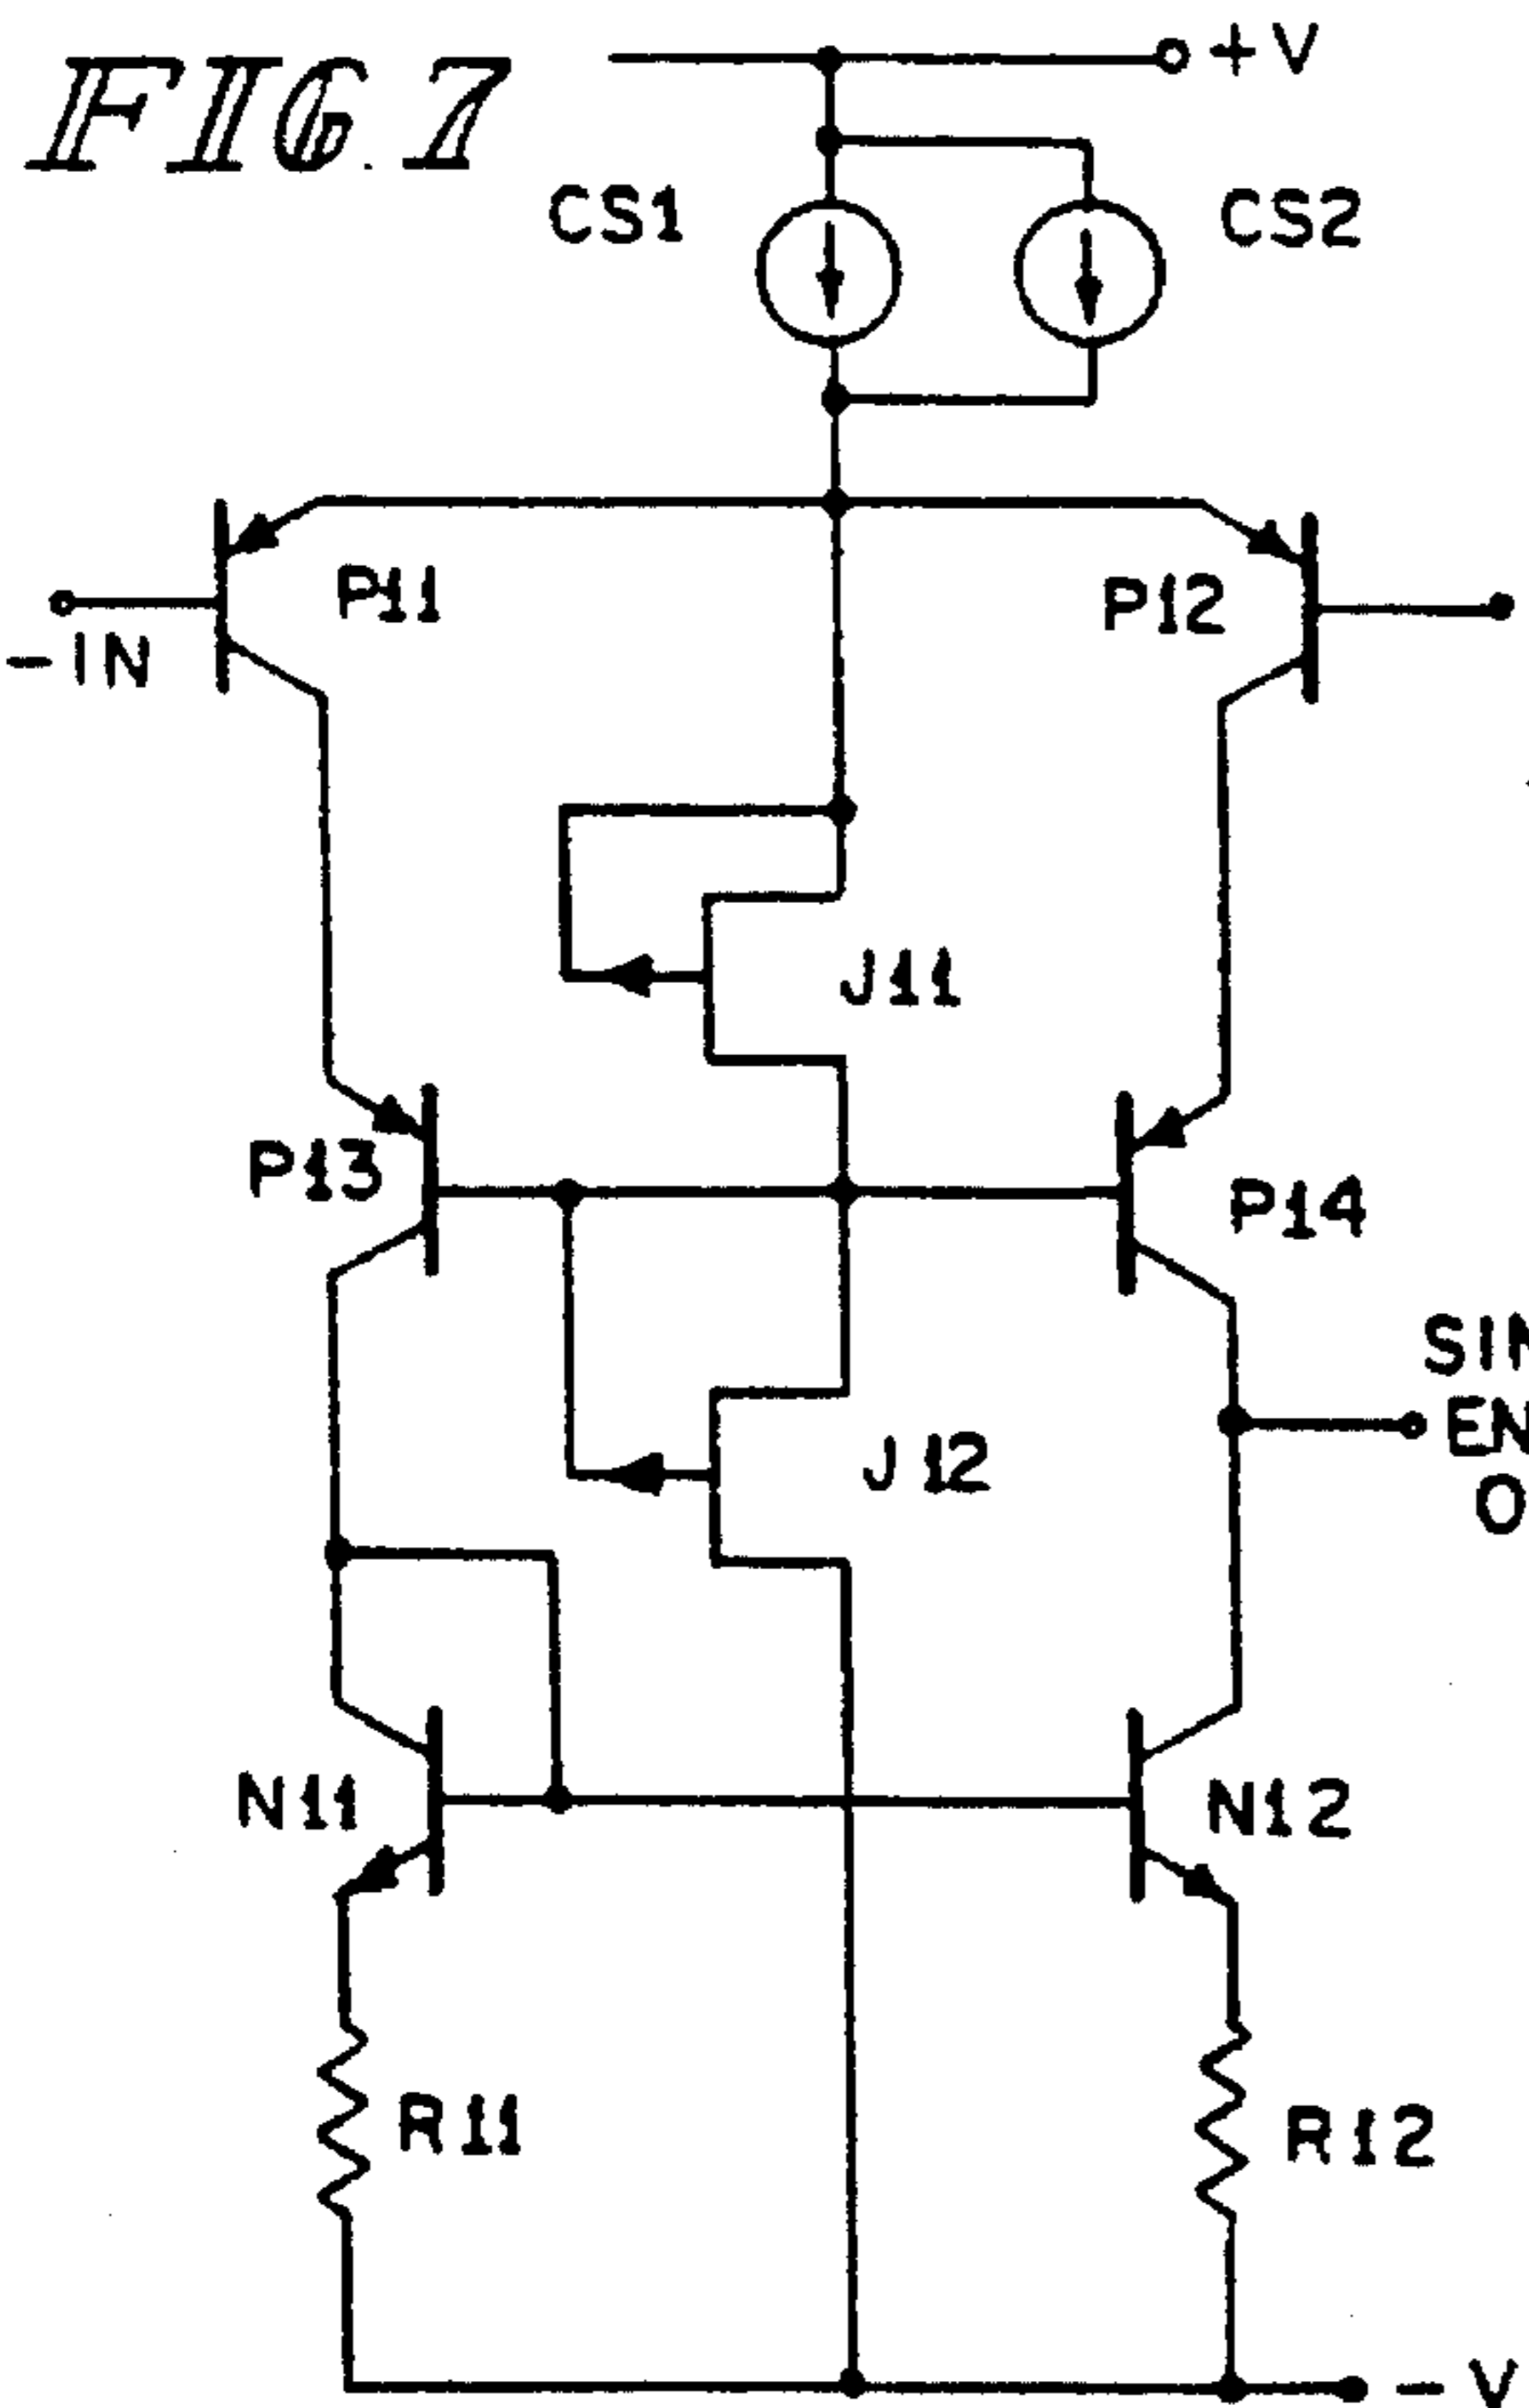 FIG. 7
+V
CS1
CS2
P11
P12
-IN
J11
P13
P14
J12
N11
N12
R11
R12
-V